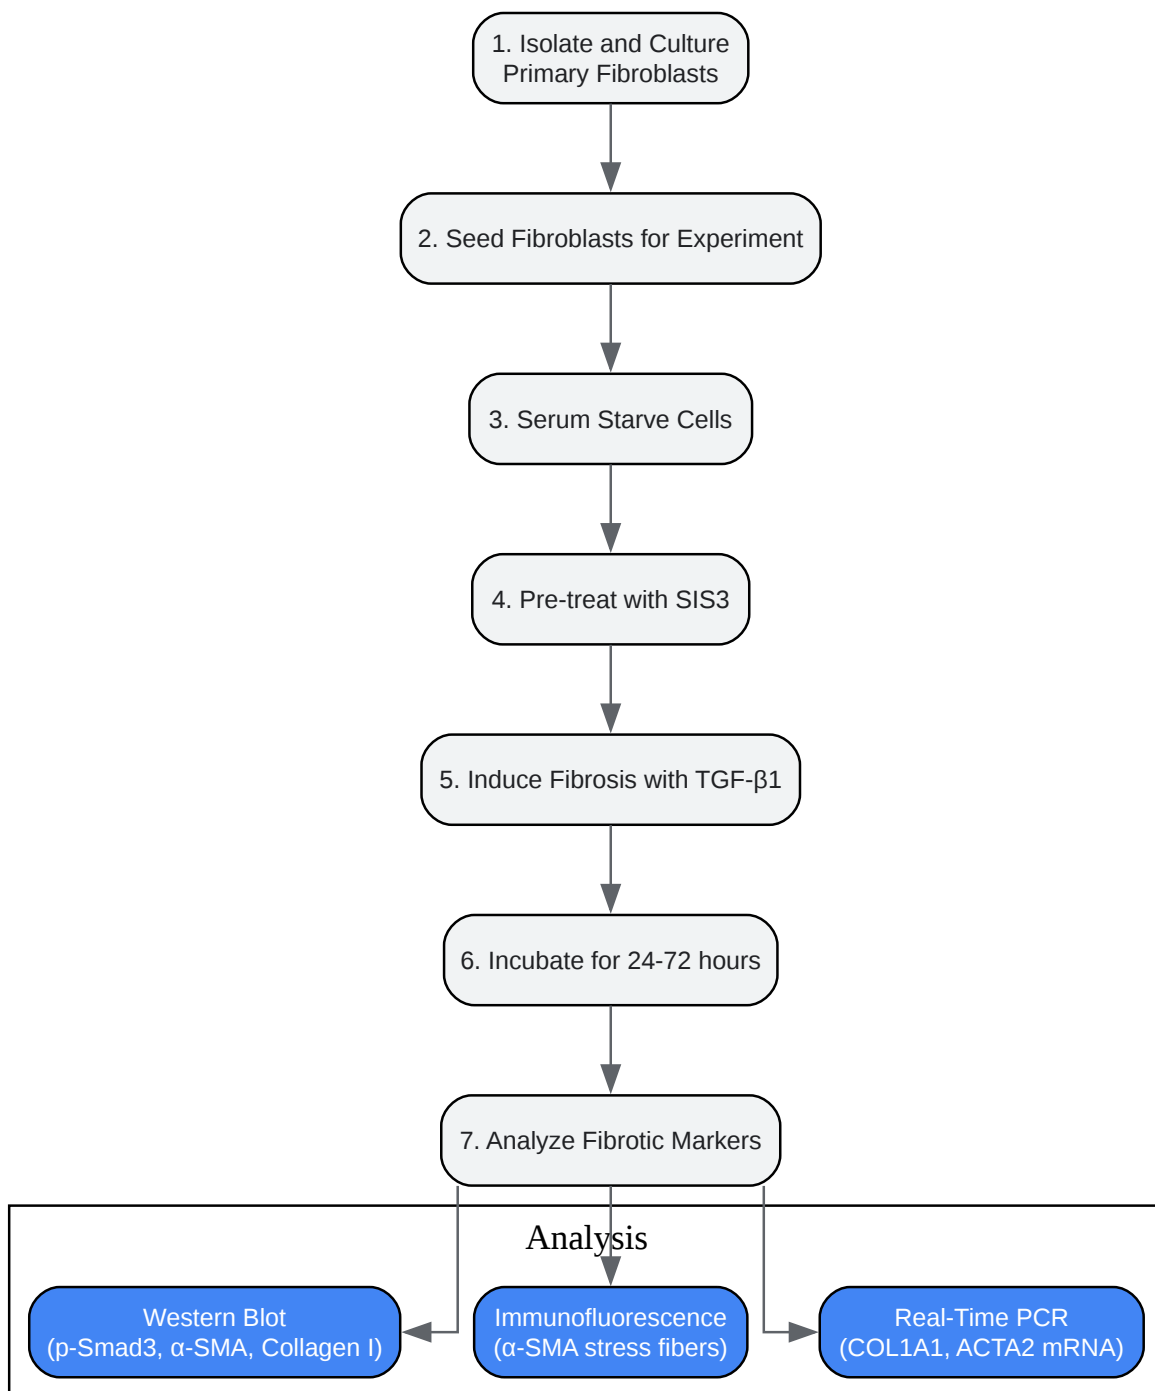 1. Isolate and Culture
Primary Fibroblasts
2. Seed Fibroblasts for Experiment
3. Serum Starve Cells
4. Pre-treat with SIS3
5. Induce Fibrosis with TGF-β1
6. Incubate for 24-72 hours
7. Analyze Fibrotic Markers
Analysis
Western Blot
(p-Smad3, α-SMA, Collagen I)
Immunofluorescence
(α-SMA stress fibers)
Real-Time PCR
(COL1A1, ACTA2 mRNA)